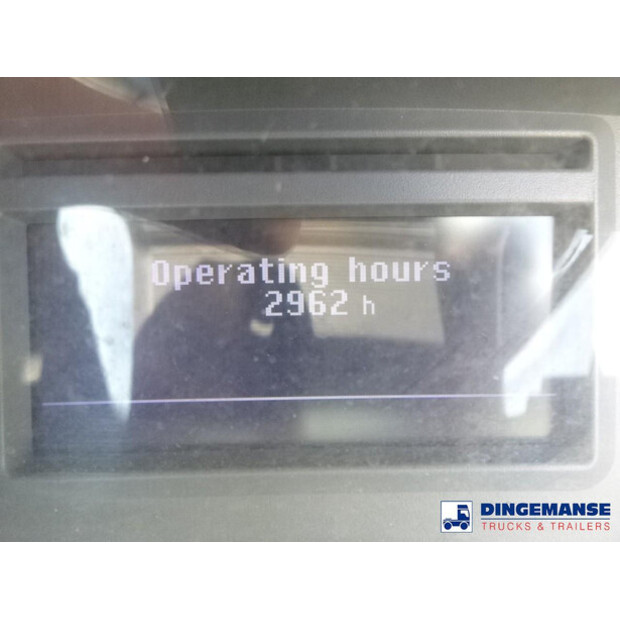 Operating hours
2962 h
DINGEMANSE
TRUCKS & TRAILERS